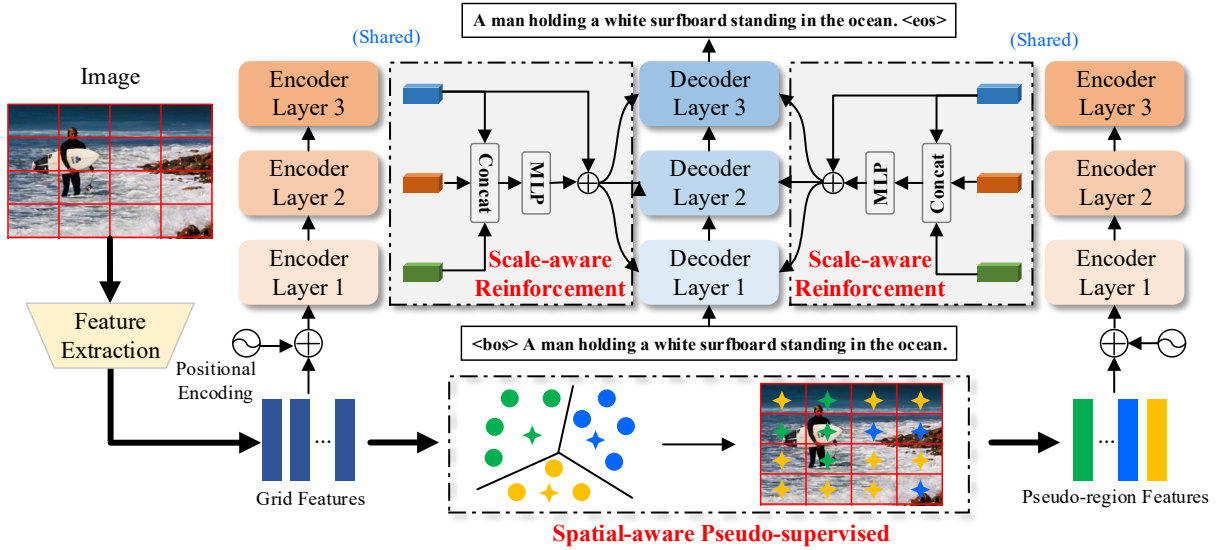 A man holding a white surfboard standing in the ocean. <eos>
(Shared)
(Shared)
Image
Encoder
Layer 3
Encoder
Layer 2
Encoder
Layer 1
Concat
MLP
Scale-aware
Reinforcement
Decoder
Layer 3
Decoder
Layer 2
Decoder
Layer 1
MLP
Concat
Scale-aware
Reinforcement
Encoder
Layer 3
Encoder
Layer 2
Encoder
Layer 1
Feature
Extraction
Positional
Encoding
<bos> A man holding a white surfboard standing in the ocean.
...
Grid Features
Spatial-aware Pseudo-supervised
...
Pseudo-region Features